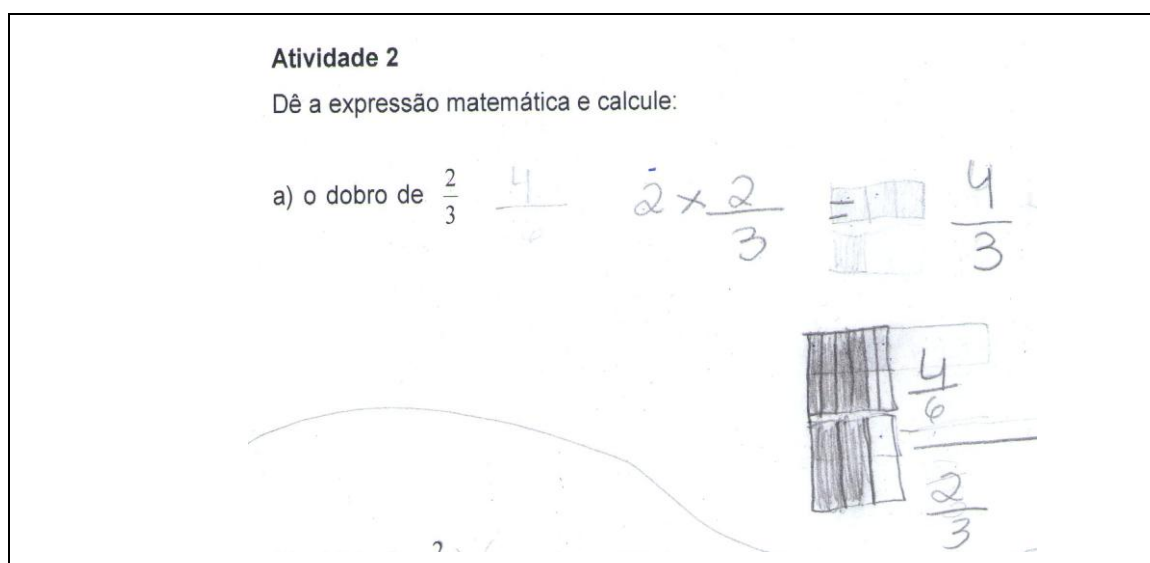 Atividade 2
Dê a expressão matemática e calcule:
a) o dobro de 2/3 4 2 × 2/3 = 4/3
4/6
2/3
2